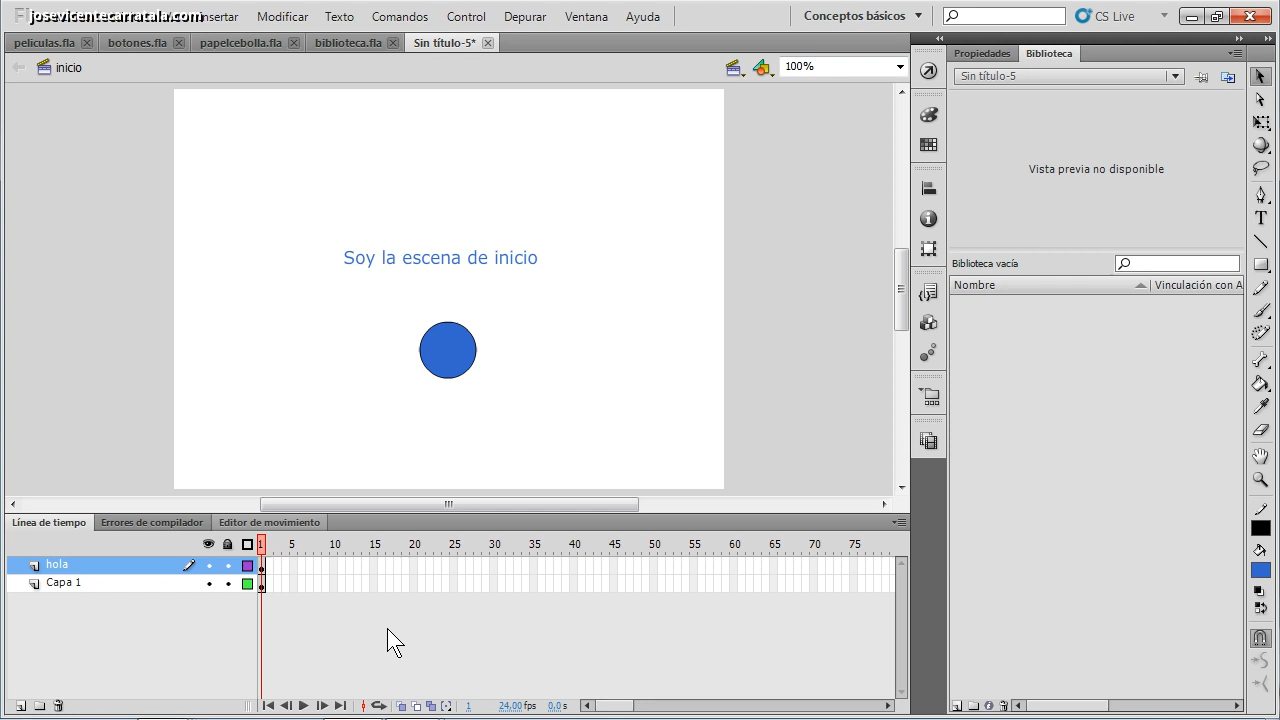 josevicentecarratala.com
Insertar Modificar Texto Comandos Control Depurar Ventana Ayuda Conceptos básicos CS Live
peliculas.fla botones.fla papelcebolla.fla biblioteca.fla Sin título-5*
inicio 100%
Propiedades Biblioteca
Sin título-5
Vista previa no disponible
Soy la escena de inicio
Biblioteca vacía
Nombre Vinculación con A
Línea de tiempo Errores de compilador Editor de movimiento
1 5 10 15 20 25 30 35 40 45 50 55 60 65 70 75
hola
Capa 1
1 24.00 fps 0.0 s